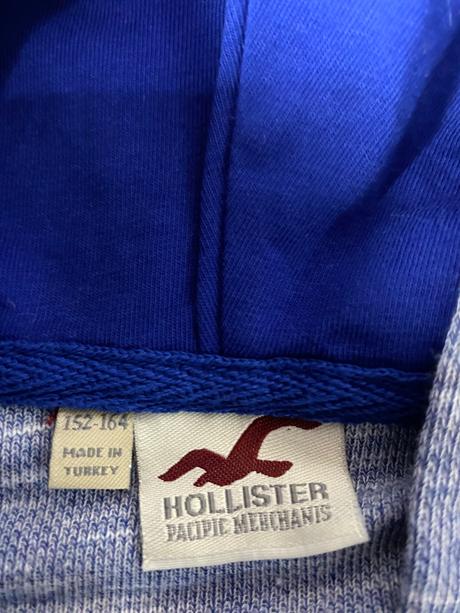 152-164
MADE IN
TURKEY
HOLLISTER
PACIFIC MERCHANTS